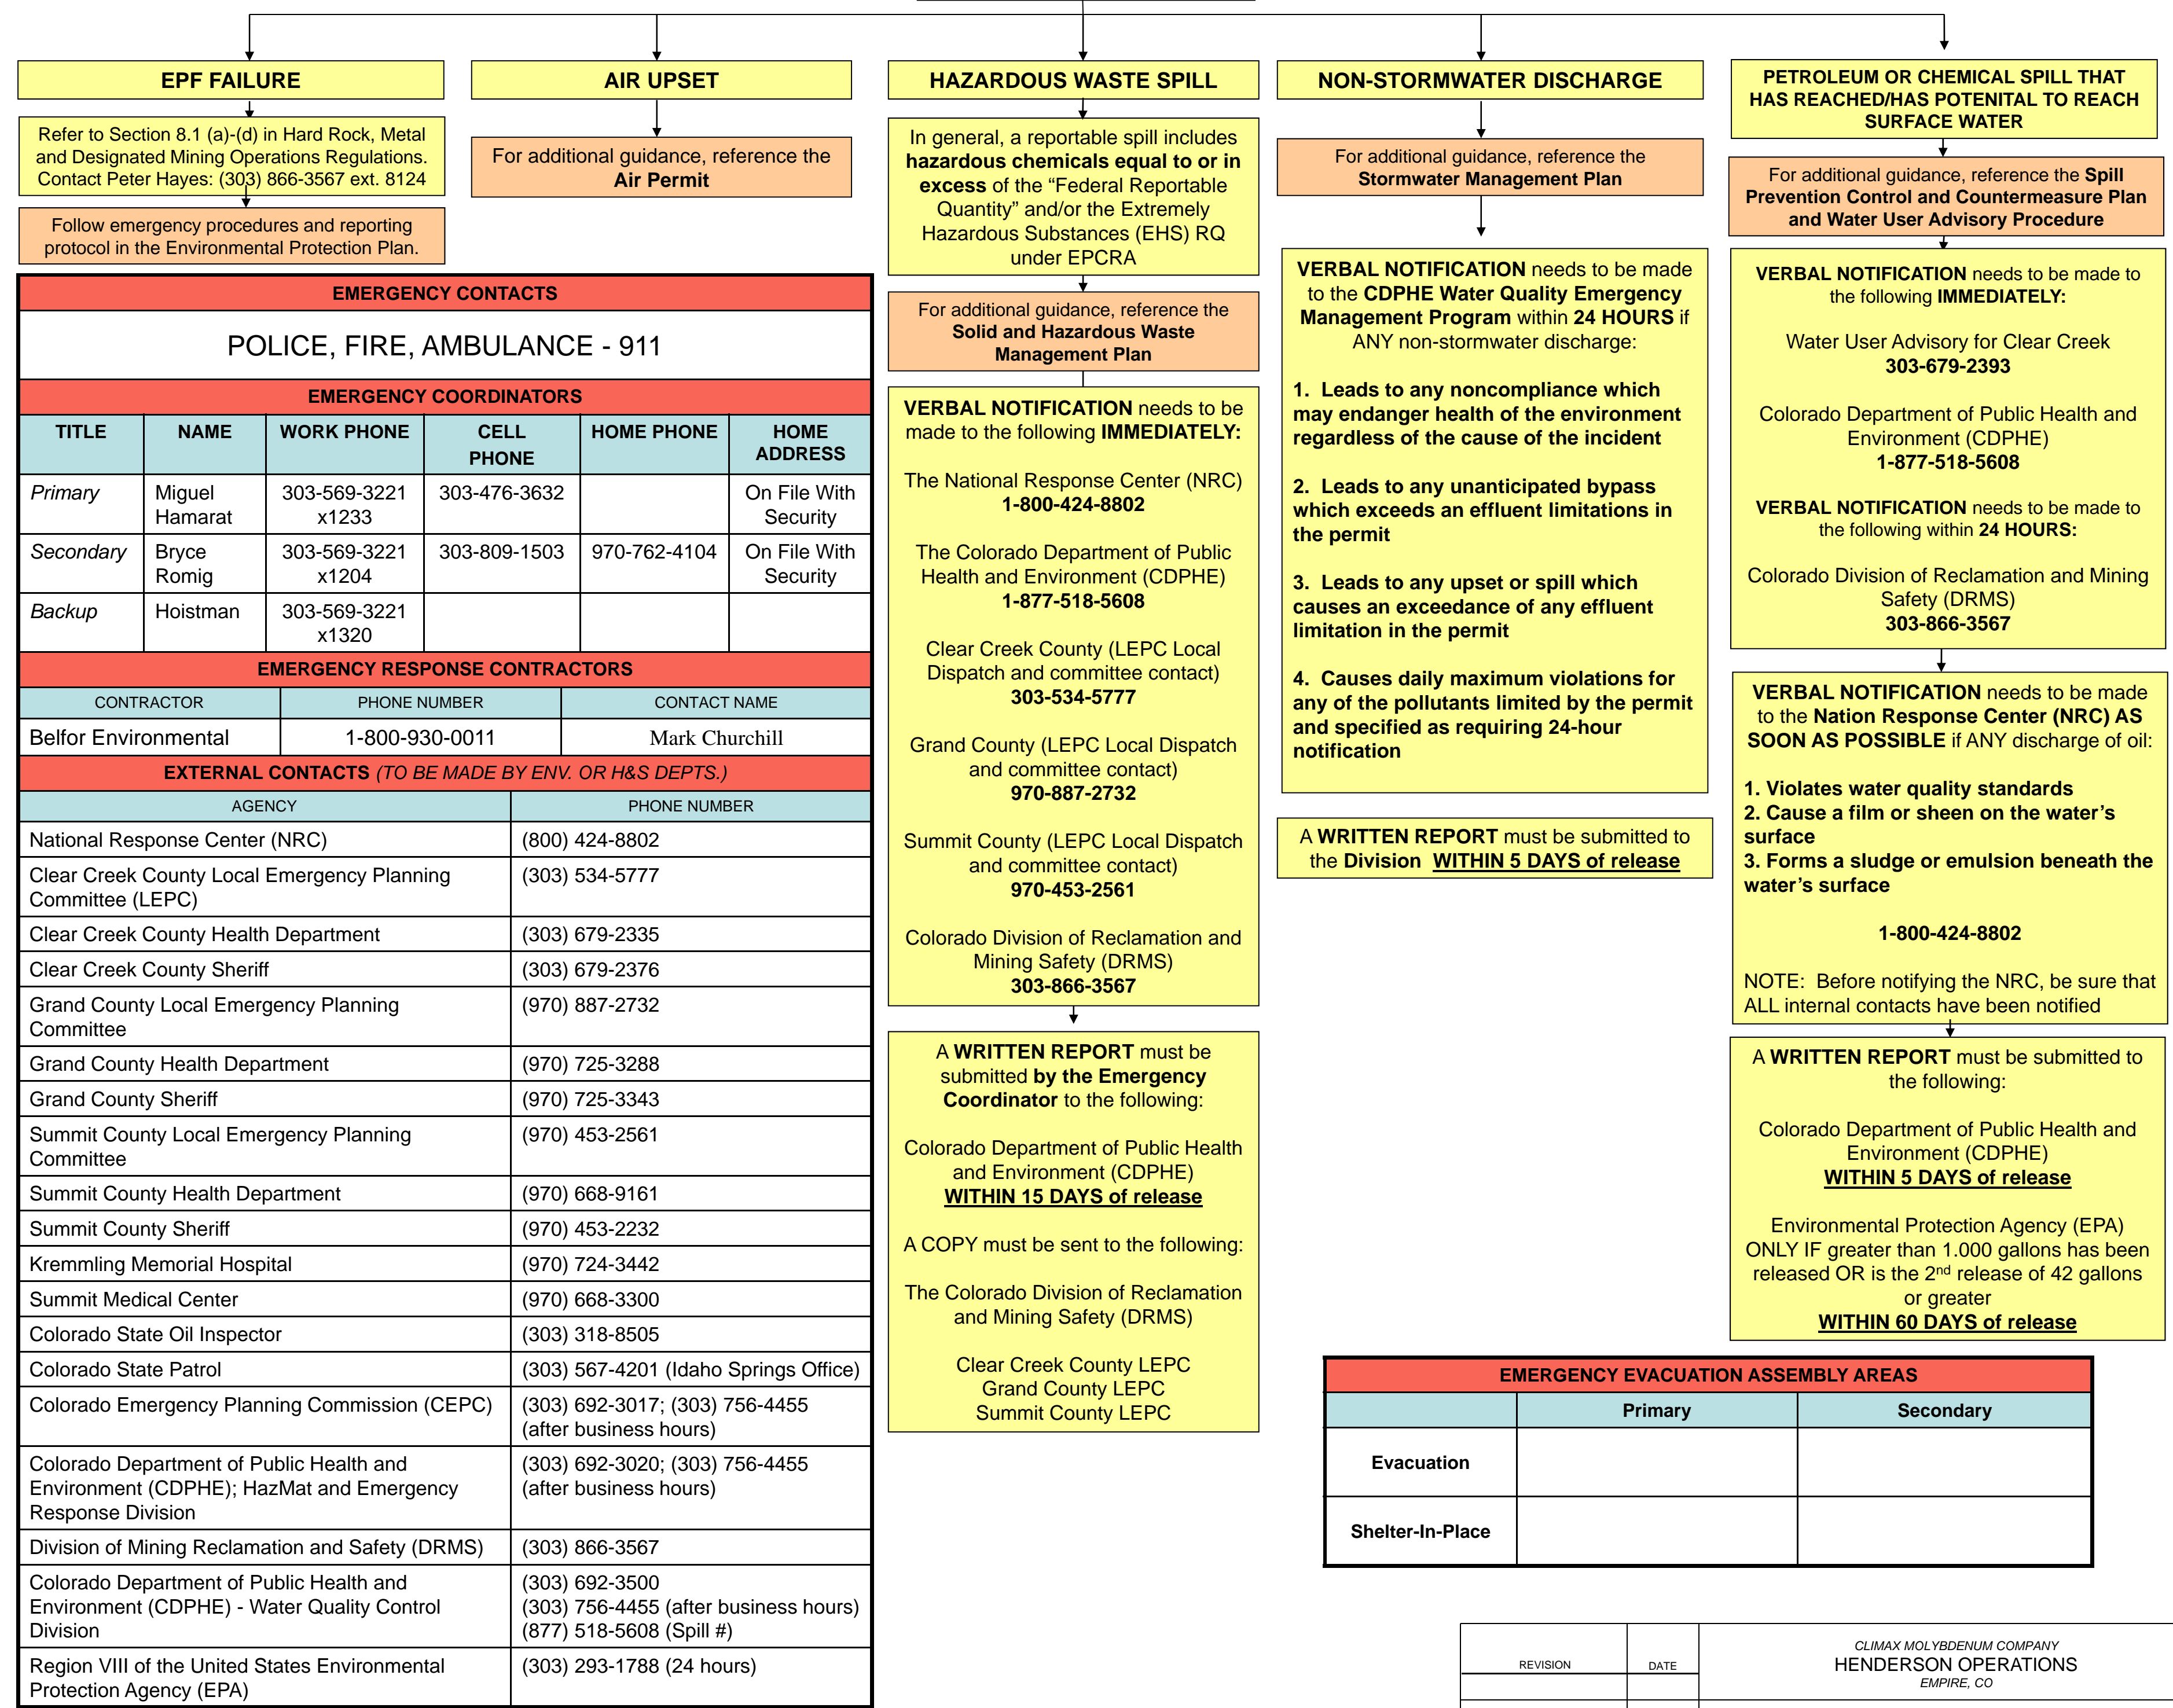 EPF FAILURE
Refer to Section 8.1 (a)-(d) in Hard Rock, Metal
and Designated Mining Operations Regulations.
Contact Peter Hayes: (303) 866-3567 ext. 8124
Follow emergency procedures and reporting
protocol in the Environmental Protection Plan.
AIR UPSET
For additional guidance, reference the
Air Permit
EMERGENCY CONTACTS
POLICE, FIRE, AMBULANCE - 911
EMERGENCY COORDINATORS
TITLE NAME WORK PHONE CELL PHONE HOME PHONE HOME ADDRESS
Primary Miguel Hamarat 303-569-3221 x1233 303-476-3632 On File With Security
Secondary Bryce Romig 303-569-3221 x1204 303-809-1503 970-762-4104 On File With Security
Backup Hoistman 303-569-3221 x1320
EMERGENCY RESPONSE CONTRACTORS
CONTRACTOR PHONE NUMBER CONTACT NAME
Belfor Environmental 1-800-930-0011 Mark Churchill
EXTERNAL CONTACTS (TO BE MADE BY ENV. OR H&S DEPTS.)
AGENCY PHONE NUMBER
National Response Center (NRC) (800) 424-8802
Clear Creek County Local Emergency Planning Committee (LEPC) (303) 534-5777
Clear Creek County Health Department (303) 679-2335
Clear Creek County Sheriff (303) 679-2376
Grand County Local Emergency Planning Committee (970) 887-2732
Grand County Health Department (970) 725-3288
Grand County Sheriff (970) 725-3343
Summit County Local Emergency Planning Committee (970) 453-2561
Summit County Health Department (970) 668-9161
Summit County Sheriff (970) 453-2232
Kremmling Memorial Hospital (970) 724-3442
Summit Medical Center (970) 668-3300
Colorado State Oil Inspector (303) 318-8505
Colorado State Patrol (303) 567-4201 (Idaho Springs Office)
Colorado Emergency Planning Commission (CEPC) (303) 692-3017; (303) 756-4455 (after business hours)
Colorado Department of Public Health and Environment (CDPHE); HazMat and Emergency Response Division (303) 692-3020; (303) 756-4455 (after business hours)
Division of Mining Reclamation and Safety (DRMS) (303) 866-3567
Colorado Department of Public Health and Environment (CDPHE) - Water Quality Control Division (303) 692-3500 (303) 756-4455 (after business hours) (877) 518-5608 (Spill #)
Region VIII of the United States Environmental Protection Agency (EPA) (303) 293-1788 (24 hours)
HAZARDOUS WASTE SPILL
In general, a reportable spill includes
hazardous chemicals equal to or in
excess of the “Federal Reportable
Quantity” and/or the Extremely
Hazardous Substances (EHS) RQ
under EPCRA
For additional guidance, reference the
Solid and Hazardous Waste
Management Plan
VERBAL NOTIFICATION needs to be
made to the following IMMEDIATELY:
The National Response Center (NRC)
1-800-424-8802
The Colorado Department of Public
Health and Environment (CDPHE)
1-877-518-5608
Clear Creek County (LEPC Local
Dispatch and committee contact)
303-534-5777
Grand County (LEPC Local Dispatch
and committee contact)
970-887-2732
Summit County (LEPC Local Dispatch
and committee contact)
970-453-2561
Colorado Division of Reclamation and
Mining Safety (DRMS)
303-866-3567
A WRITTEN REPORT must be
submitted by the Emergency
Coordinator to the following:
Colorado Department of Public Health
and Environment (CDPHE)
WITHIN 15 DAYS of release
A COPY must be sent to the following:
The Colorado Division of Reclamation
and Mining Safety (DRMS)
Clear Creek County LEPC
Grand County LEPC
Summit County LEPC
NON-STORMWATER DISCHARGE
For additional guidance, reference the
Stormwater Management Plan
VERBAL NOTIFICATION needs to be made
to the CDPHE Water Quality Emergency
Management Program within 24 HOURS if
ANY non-stormwater discharge:
1. Leads to any noncompliance which
may endanger health of the environment
regardless of the cause of the incident
2. Leads to any unanticipated bypass
which exceeds an effluent limitations in
the permit
3. Leads to any upset or spill which
causes an exceedance of any effluent
limitation in the permit
4. Causes daily maximum violations for
any of the pollutants limited by the permit
and specified as requiring 24-hour
notification
A WRITTEN REPORT must be submitted to
the Division WITHIN 5 DAYS of release
PETROLEUM OR CHEMICAL SPILL THAT
HAS REACHED/HAS POTENITAL TO REACH
SURFACE WATER
For additional guidance, reference the Spill
Prevention Control and Countermeasure Plan
and Water User Advisory Procedure
VERBAL NOTIFICATION needs to be made to
the following IMMEDIATELY:
Water User Advisory for Clear Creek
303-679-2393
Colorado Department of Public Health and
Environment (CDPHE)
1-877-518-5608
VERBAL NOTIFICATION needs to be made to
the following within 24 HOURS:
Colorado Division of Reclamation and Mining
Safety (DRMS)
303-866-3567
VERBAL NOTIFICATION needs to be made
to the Nation Response Center (NRC) AS
SOON AS POSSIBLE if ANY discharge of oil:
1. Violates water quality standards
2. Cause a film or sheen on the water’s
surface
3. Forms a sludge or emulsion beneath the
water’s surface
1-800-424-8802
NOTE: Before notifying the NRC, be sure that
ALL internal contacts have been notified
A WRITTEN REPORT must be submitted to
the following:
Colorado Department of Public Health and
Environment (CDPHE)
WITHIN 5 DAYS of release
Environmental Protection Agency (EPA)
ONLY IF greater than 1.000 gallons has been
released OR is the 2nd release of 42 gallons
or greater
WITHIN 60 DAYS of release
EMERGENCY EVACUATION ASSEMBLY AREAS
Primary Secondary
Evacuation
Shelter-In-Place
REVISION DATE
CLIMAX MOLYBDENUM COMPANY
HENDERSON OPERATIONS
EMPIRE, CO